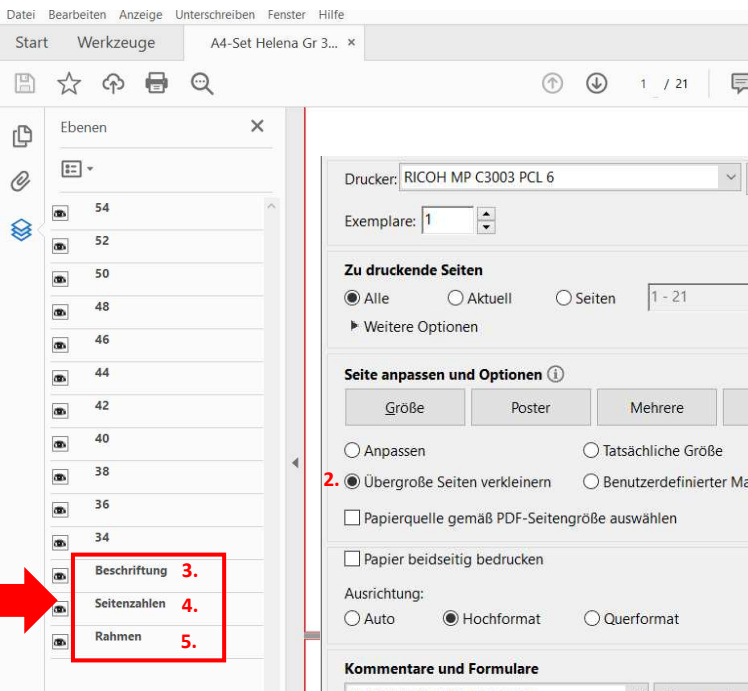 Datei Bearbeiten Anzeige Unterschreiben Fenster Hilfe
Start Werkzeuge A4-Set Helena Gr 3... ×
1 / 21
Ebenen ×
Drucker: RICOH MP C3003 PCL 6
54
Exemplare: 1
52
50
Zu druckende Seiten
Alle Aktuell Seiten 1 - 21
48
Weitere Optionen
46
44
Seite anpassen und Optionen
42
Größe Poster Mehrere
40
Anpassen Tatsächliche Größe
38
2. Übergroße Seiten verkleinern Benutzerdefinierter
36
Papierquelle gemäß PDF-Seitengröße auswählen
34
Papier beidseitig bedrucken
Beschriftung 3.
Ausrichtung:
Seitenzahlen 4.
Auto Hochformat Querformat
Rahmen 5.
Kommentare und Formulare